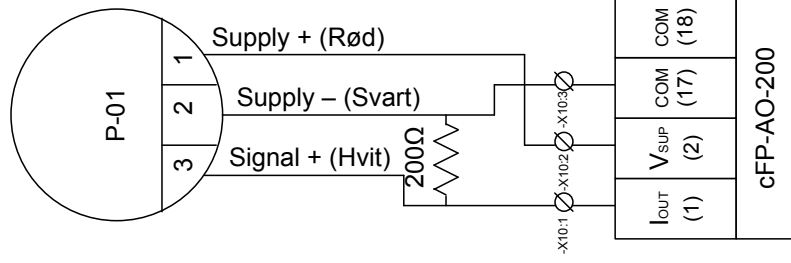 P-01
1
2
3
Supply + (Rød)
Supply – (Svart)
Signal + (Hvit)
200Ω
-X10:3
-X10:2
-X10:1
COM
(18)
COM
(17)
VSUP
(2)
IOUT
(1)
cFP-AO-200